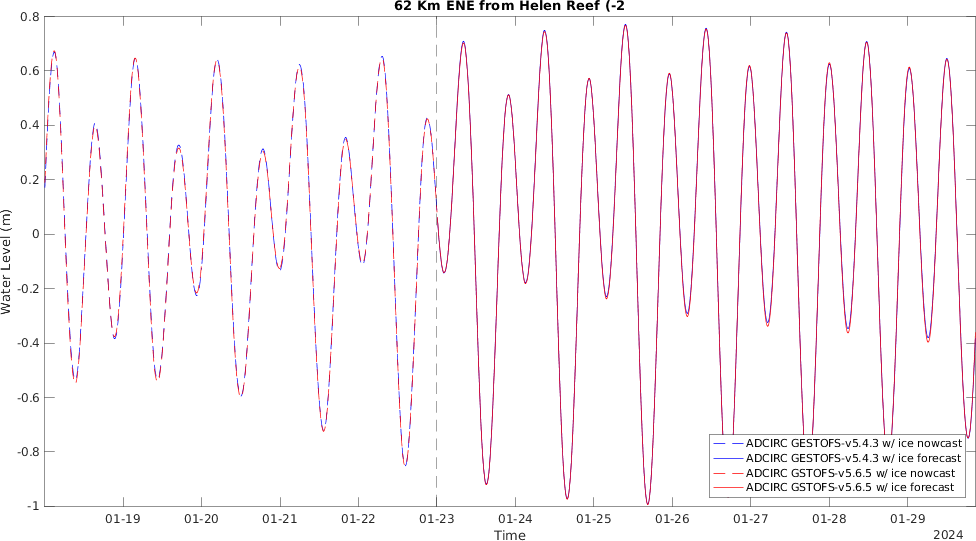 62 Km ENE from Helen Reef (-2
Water Level (m)
0.8
0.6
0.4
0.2
0
-0.2
-0.4
-0.6
-0.8
-1
ADCIRC GESTOFS-v5.4.3 w/ ice nowcast
ADCIRC GESTOFS-v5.4.3 w/ ice forecast
ADCIRC GSTOFS-v5.6.5 w/ ice nowcast
ADCIRC GSTOFS-v5.6.5 w/ ice forecast
01-19 01-20 01-21 01-22 01-23 01-24 01-25 01-26 01-27 01-28 01-29
Time
2024